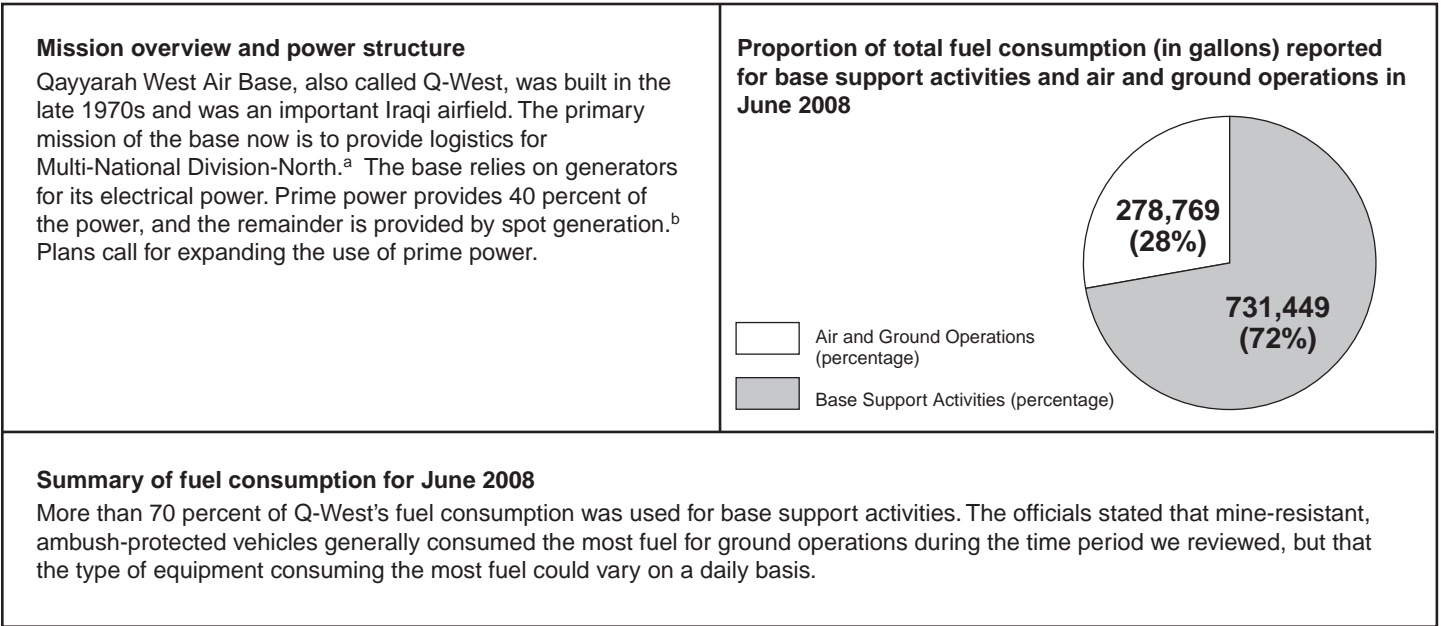 Mission overview and power structure
Qayyarah West Air Base, also called Q-West, was built in the
late 1970s and was an important Iraqi airfield. The primary
mission of the base now is to provide logistics for
Multi-National Division-North.a The base relies on generators
for its electrical power. Prime power provides 40 percent of
the power, and the remainder is provided by spot generation.b
Plans call for expanding the use of prime power.
Proportion of total fuel consumption (in gallons) reported
for base support activities and air and ground operations in
June 2008
278,769
(28%)
731,449
(72%)
Air and Ground Operations
(percentage)
Base Support Activities (percentage)
Summary of fuel consumption for June 2008
More than 70 percent of Q-West's fuel consumption was used for base support activities. The officials stated that mine-resistant,
ambush-protected vehicles generally consumed the most fuel for ground operations during the time period we reviewed, but that
the type of equipment consuming the most fuel could vary on a daily basis.